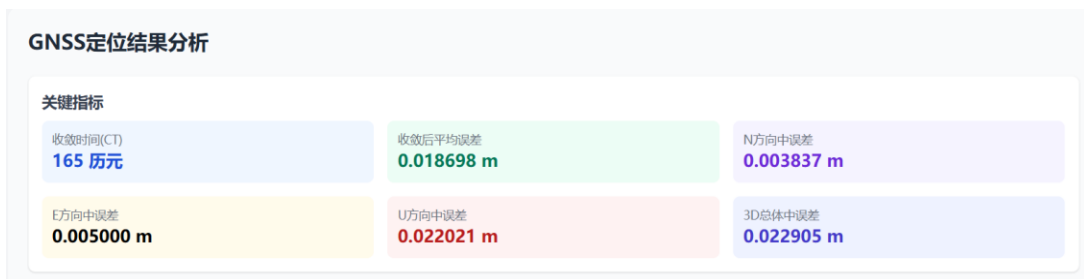 GNSS定位结果分析
关键指标
收敛时间(CT)
165 历元
收敛后平均误差
0.018698 m
N方向中误差
0.003837 m
E方向中误差
0.005000 m
U方向中误差
0.022021 m
3D总体中误差
0.022905 m